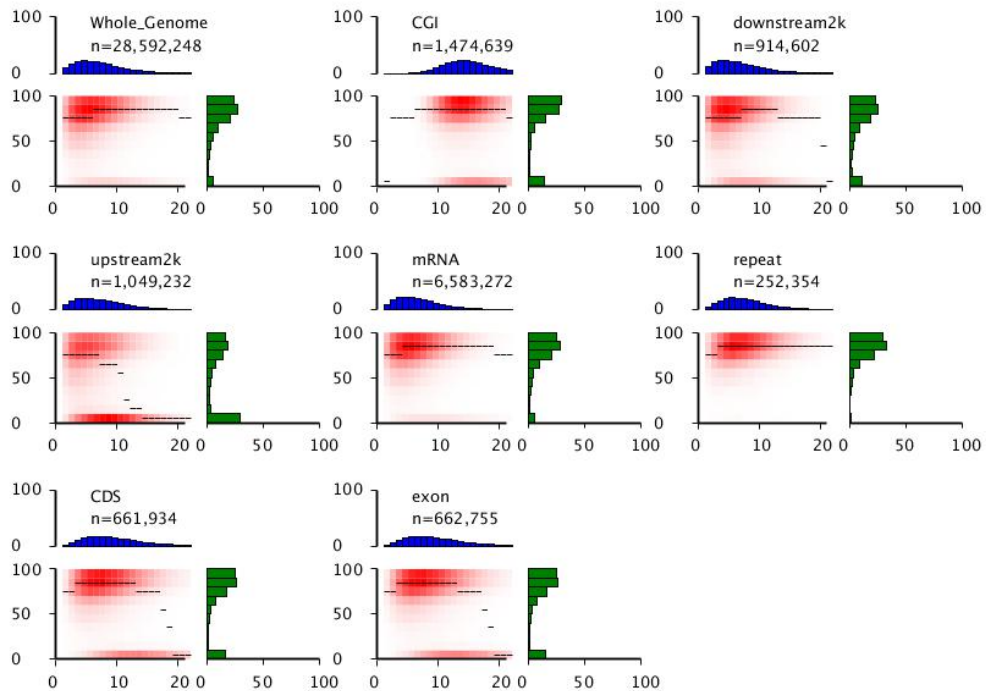 100 Whole_Genome 100 CGI 100 downstream2k
n=28,592,248 n=1,474,639 n=914,602
0 0 0
100 100 100
50 50 50
0 0 0
0 10 20 0 50 100 0 10 20 0 50 100 0 10 20 0 50 100
100 upstream2k 100 mRNA 100 repeat
n=1,049,232 n=6,583,272 n=252,354
0 0 0
100 100 100
50 50 50
0 0 0
0 10 20 0 50 100 0 10 20 0 50 100 0 10 20 0 50 100
100 CDS 100 exon
n=661,934 n=662,755
0 0
100 100
50 50
0 0
0 10 20 0 50 100 0 10 20 0 50 100